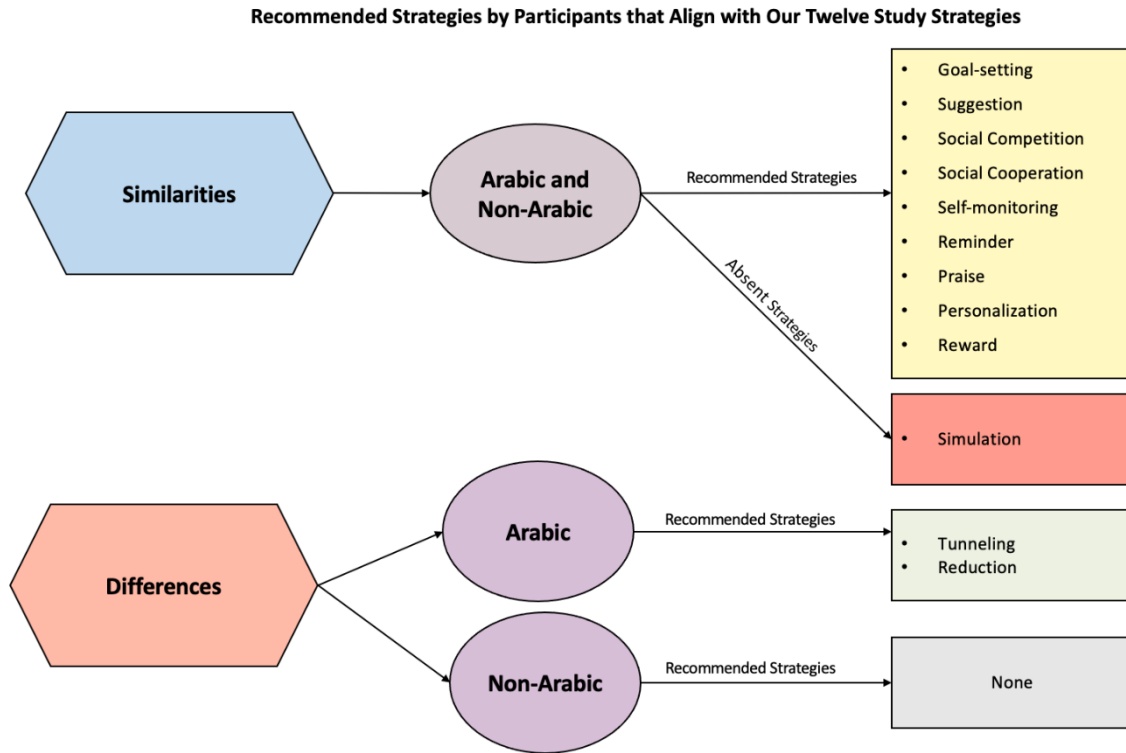 Recommended Strategies by Participants that Align with Our Twelve Study Strategies
Similarities
Arabic and
Non-Arabic
Recommended Strategies
• Goal-setting
• Suggestion
• Social Competition
• Social Cooperation
• Self-monitoring
• Reminder
• Praise
• Personalization
• Reward
Absent Strategies
• Simulation
Differences
Arabic
Recommended Strategies
• Tunneling
• Reduction
Non-Arabic
Recommended Strategies
None